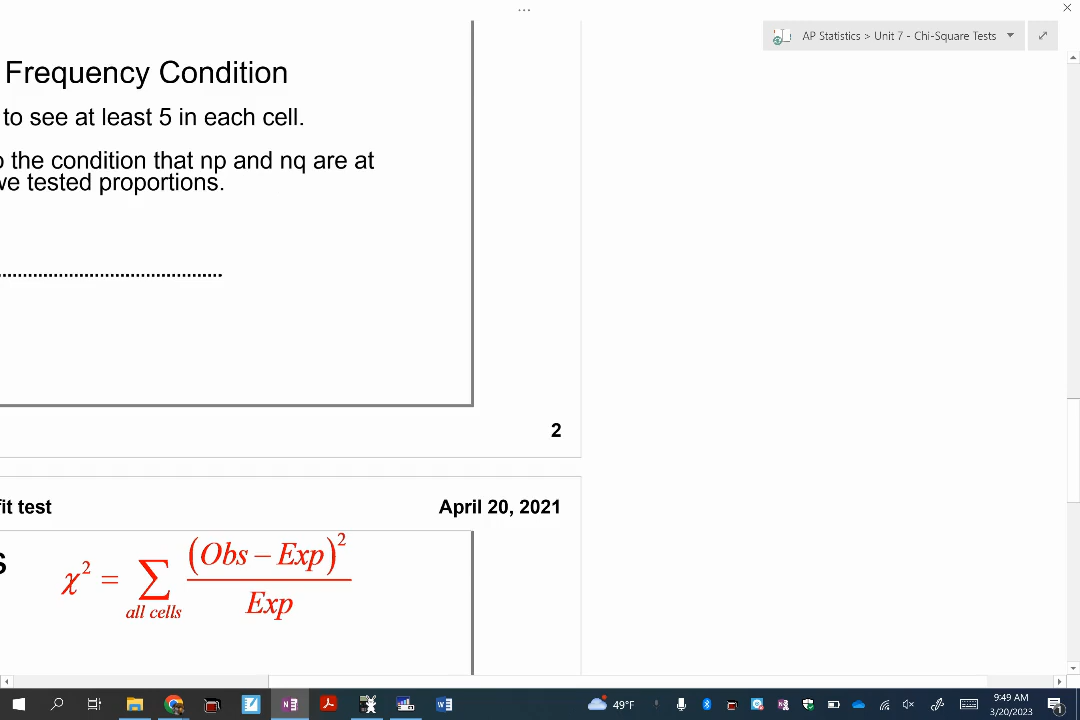 ...
AP Statistics > Unit 7 - Chi-Square Tests
Frequency Condition
to see at least 5 in each cell.
the condition that np and nq are at
tested proportions.
2
test
April 20, 2021
χ² = ∑ (Obs − Exp)² / Exp
all cells
49°F
9:49 AM
3/20/2023